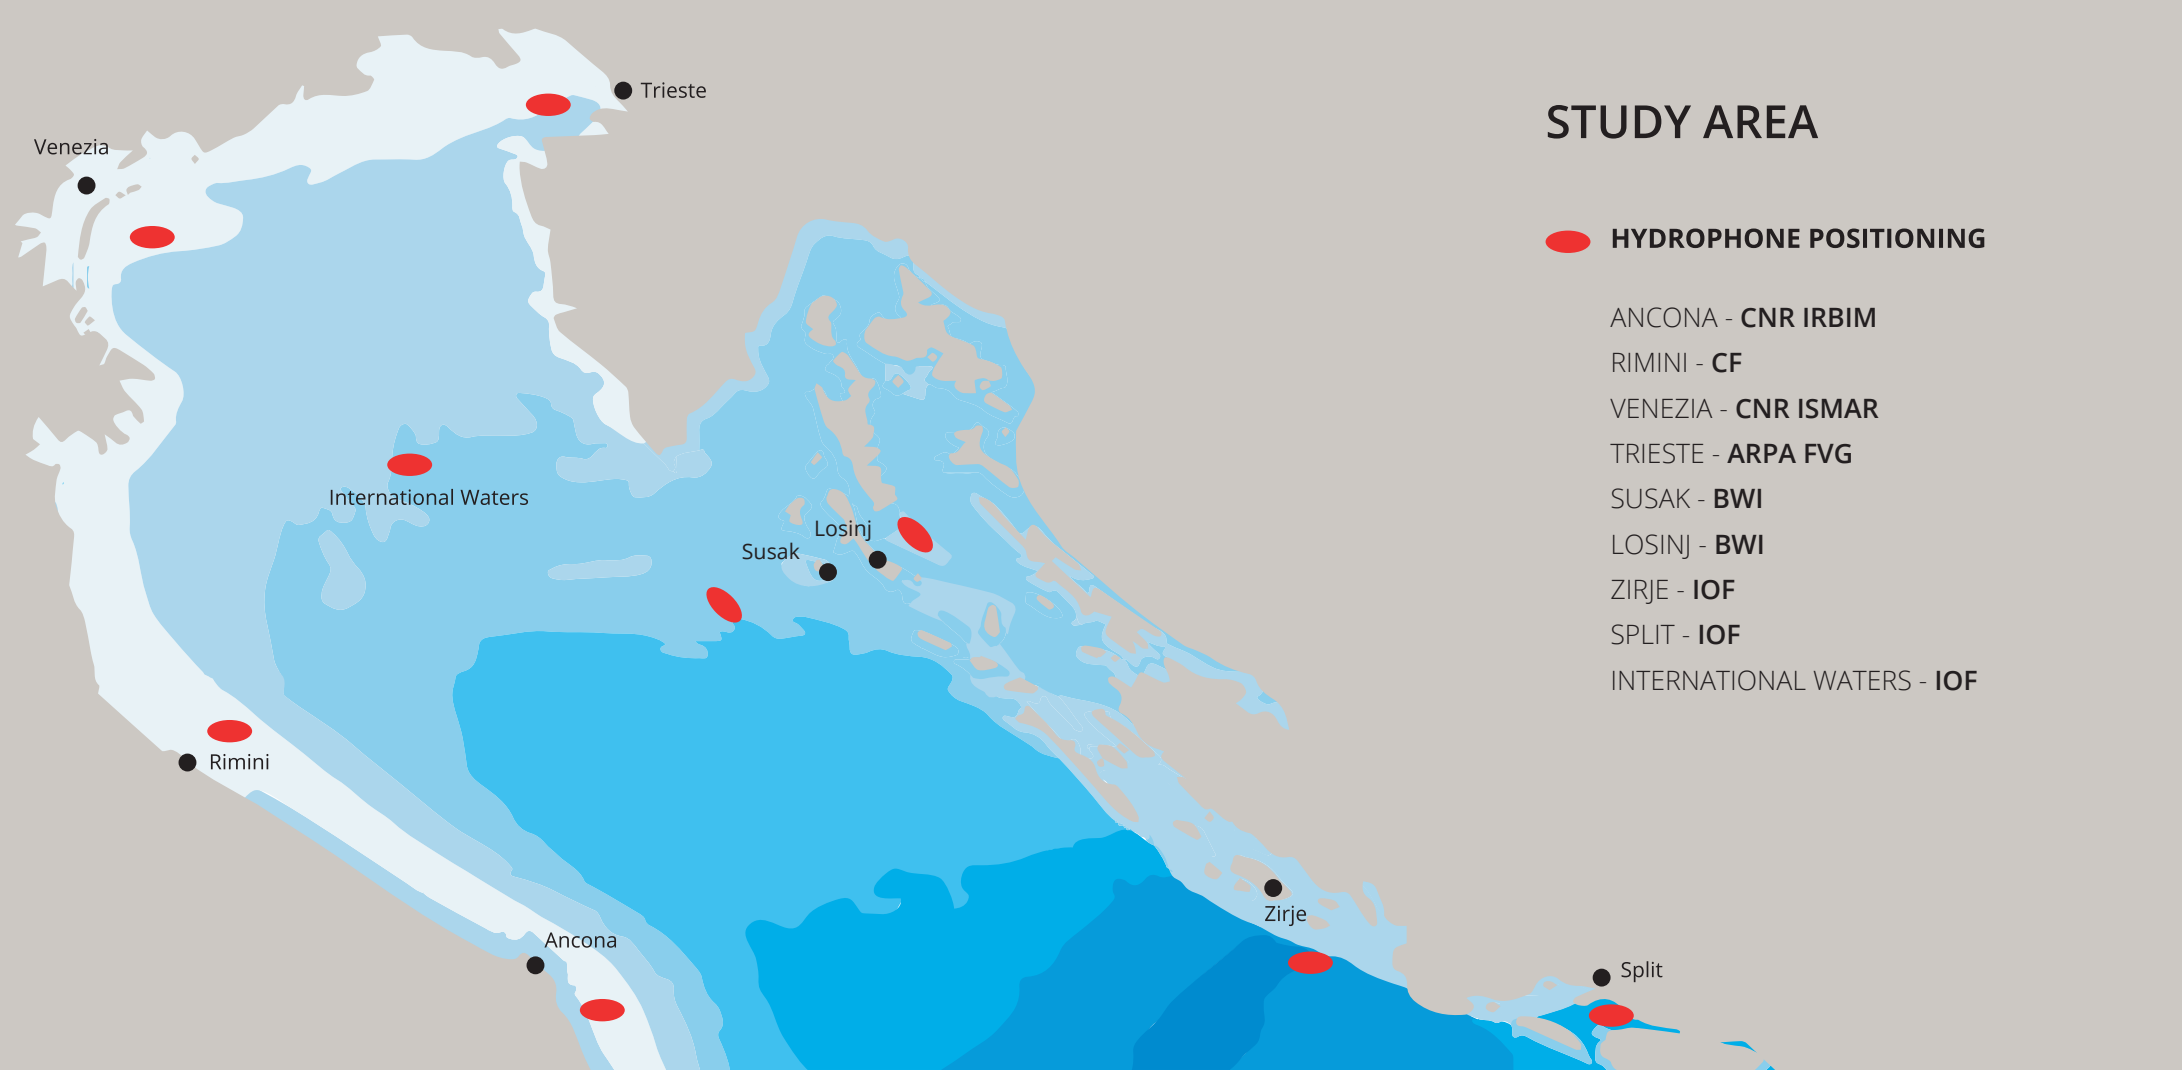 Trieste
Venezia
International Waters
Losinj
Susak
Rimini
Ancona
Zirje
Split
STUDY AREA
HYDROPHONE POSITIONING
ANCONA - CNR IRBIM
RIMINI - CF
VENEZIA - CNR ISMAR
TRIESTE - ARPA FVG
SUSAK - BWI
LOSINJ - BWI
ZIRJE - IOF
SPLIT - IOF
INTERNATIONAL WATERS - IOF